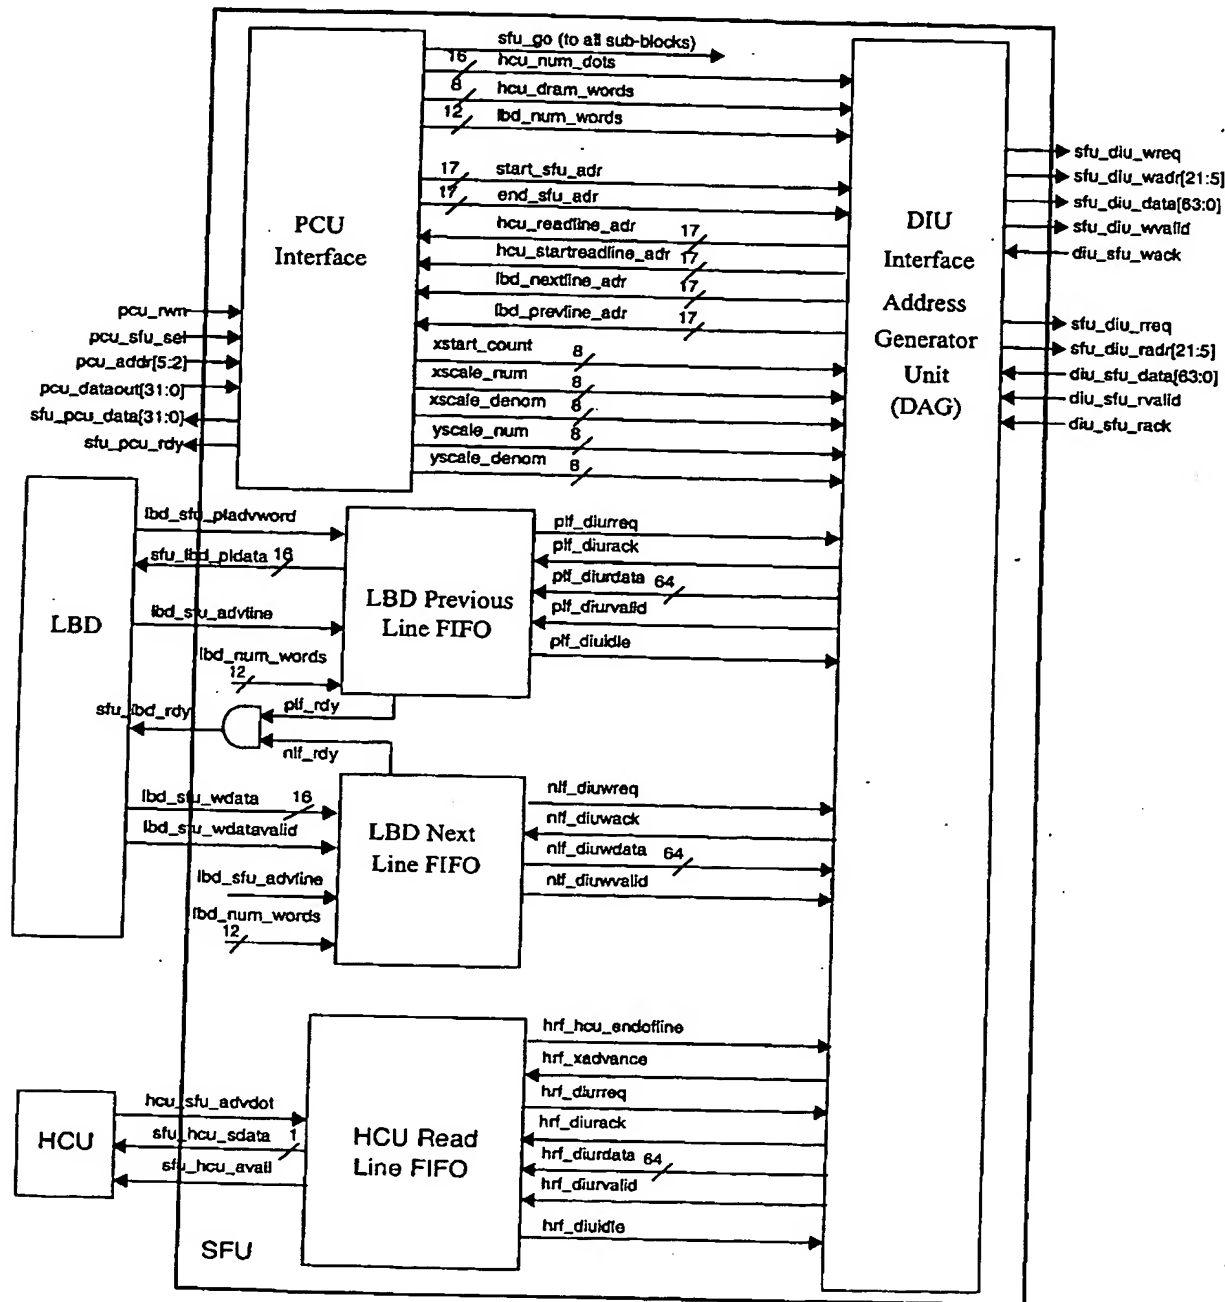 sfu_go (to all sub-blocks)
16
hcu_num_dots
8
hcu_dram_words
12
lbd_num_words
17
start_sfu_adr
17
end_sfu_adr
hcu_readline_adr
17
hcu_startreadline_adr
17
lbd_nextline_adr
17
lbd_prevline_adr
17
xstart_count
8
xscale_num
8
xscale_denom
8
yscale_num
8
yscale_denom
8
PCU
Interface
DIU
Interface
Address
Generator
Unit
(DAG)
sfu_diu_wreq
sfu_diu_wadr[21:5]
sfu_diu_data[63:0]
sfu_diu_wvalid
diu_sfu_wack
sfu_diu_rreq
sfu_diu_radr[21:5]
diu_sfu_data[63:0]
diu_sfu_rvalid
diu_sfu_rack
pcu_rwn
pcu_sfu_sel
pcu_addr[5:2]
pcu_dataout[31:0]
sfu_pcu_data[31:0]
sfu_pcu_rdy
LBD
lbd_sfu_pladvword
sfu_lbd_pldata
16
lbd_sfu_advline
lbd_num_words
12
LBD Previous
Line FIFO
plf_diurreq
plf_diurack
plf_diurdata
64
plf_diurvalid
plf_diuidle
sfu_lbd_rdy
plf_rdy
nlf_rdy
lbd_sfu_wdata
16
lbd_sfu_wdatavalid
lbd_sfu_advline
lbd_num_words
12
LBD Next
Line FIFO
nlf_diuwreq
nlf_diuwack
nlf_diuwdata
64
nlf_diuwvalid
HCU
hcu_sfu_advdot
sfu_hcu_sdata
1
sfu_hcu_avail
HCU Read
Line FIFO
hrf_hcu_endofline
hrf_xadvance
hrf_diurreq
hrf_diurack
hrf_diurdata
64
hrf_diurvalid
hrf_diuidle
SFU